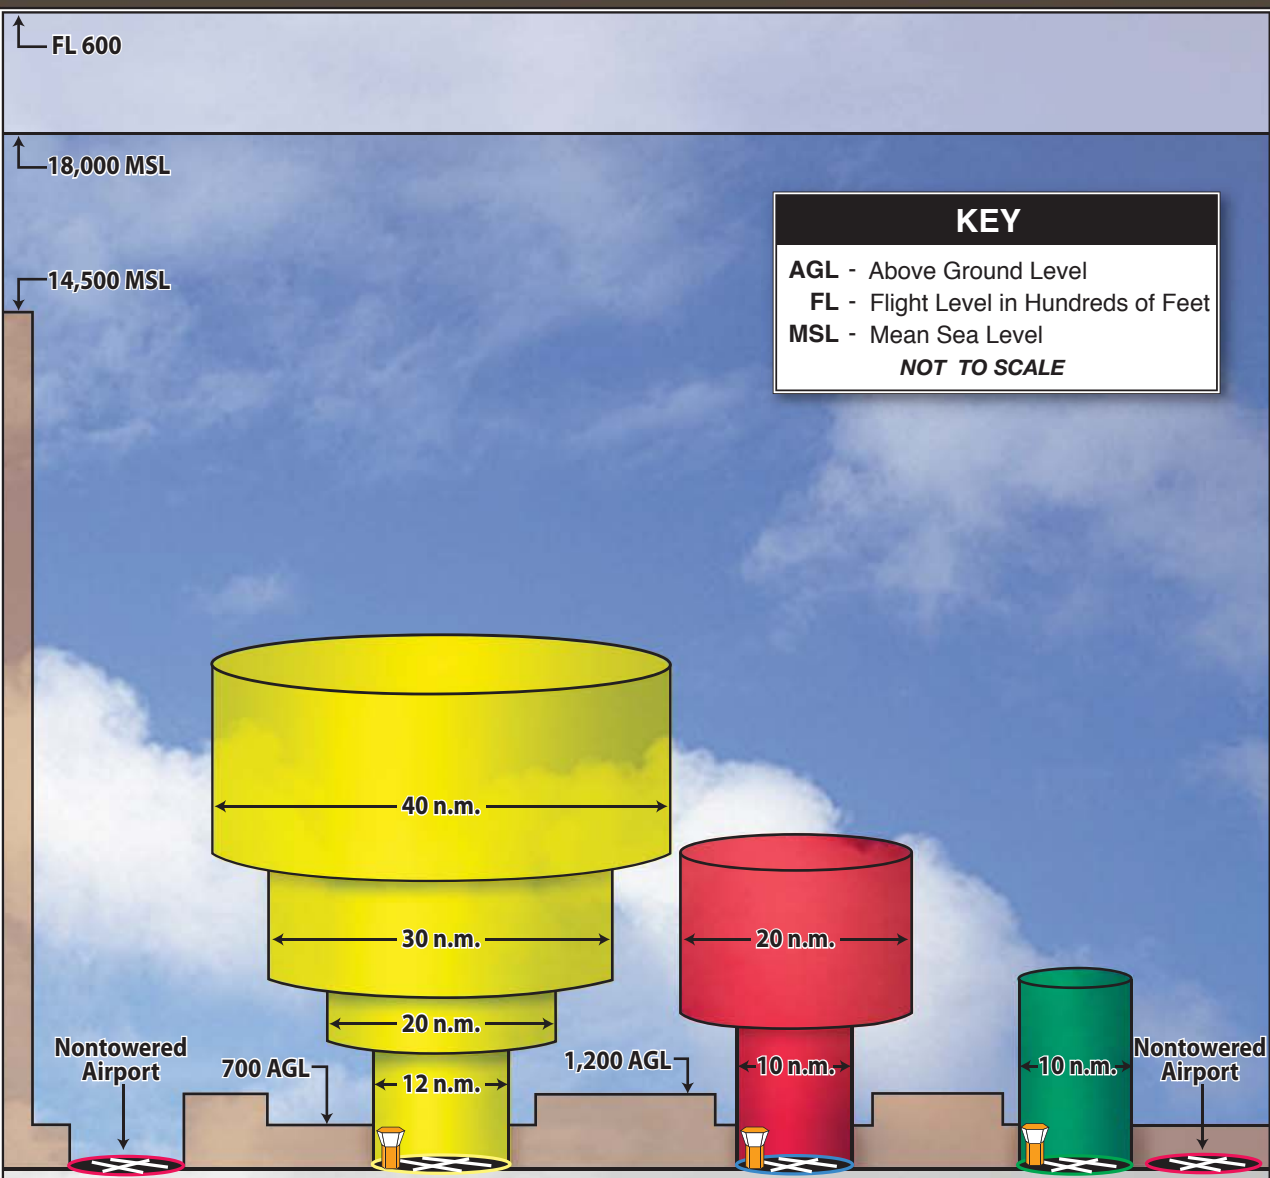 FL 600
18,000 MSL
14,500 MSL
KEY
AGL - Above Ground Level
FL - Flight Level in Hundreds of Feet
MSL - Mean Sea Level
NOT TO SCALE
40 n.m.
30 n.m.
20 n.m.
20 n.m.
Nontowered
Airport
700 AGL
12 n.m.
1,200 AGL
10 n.m.
10 n.m.
Nontowered
Airport